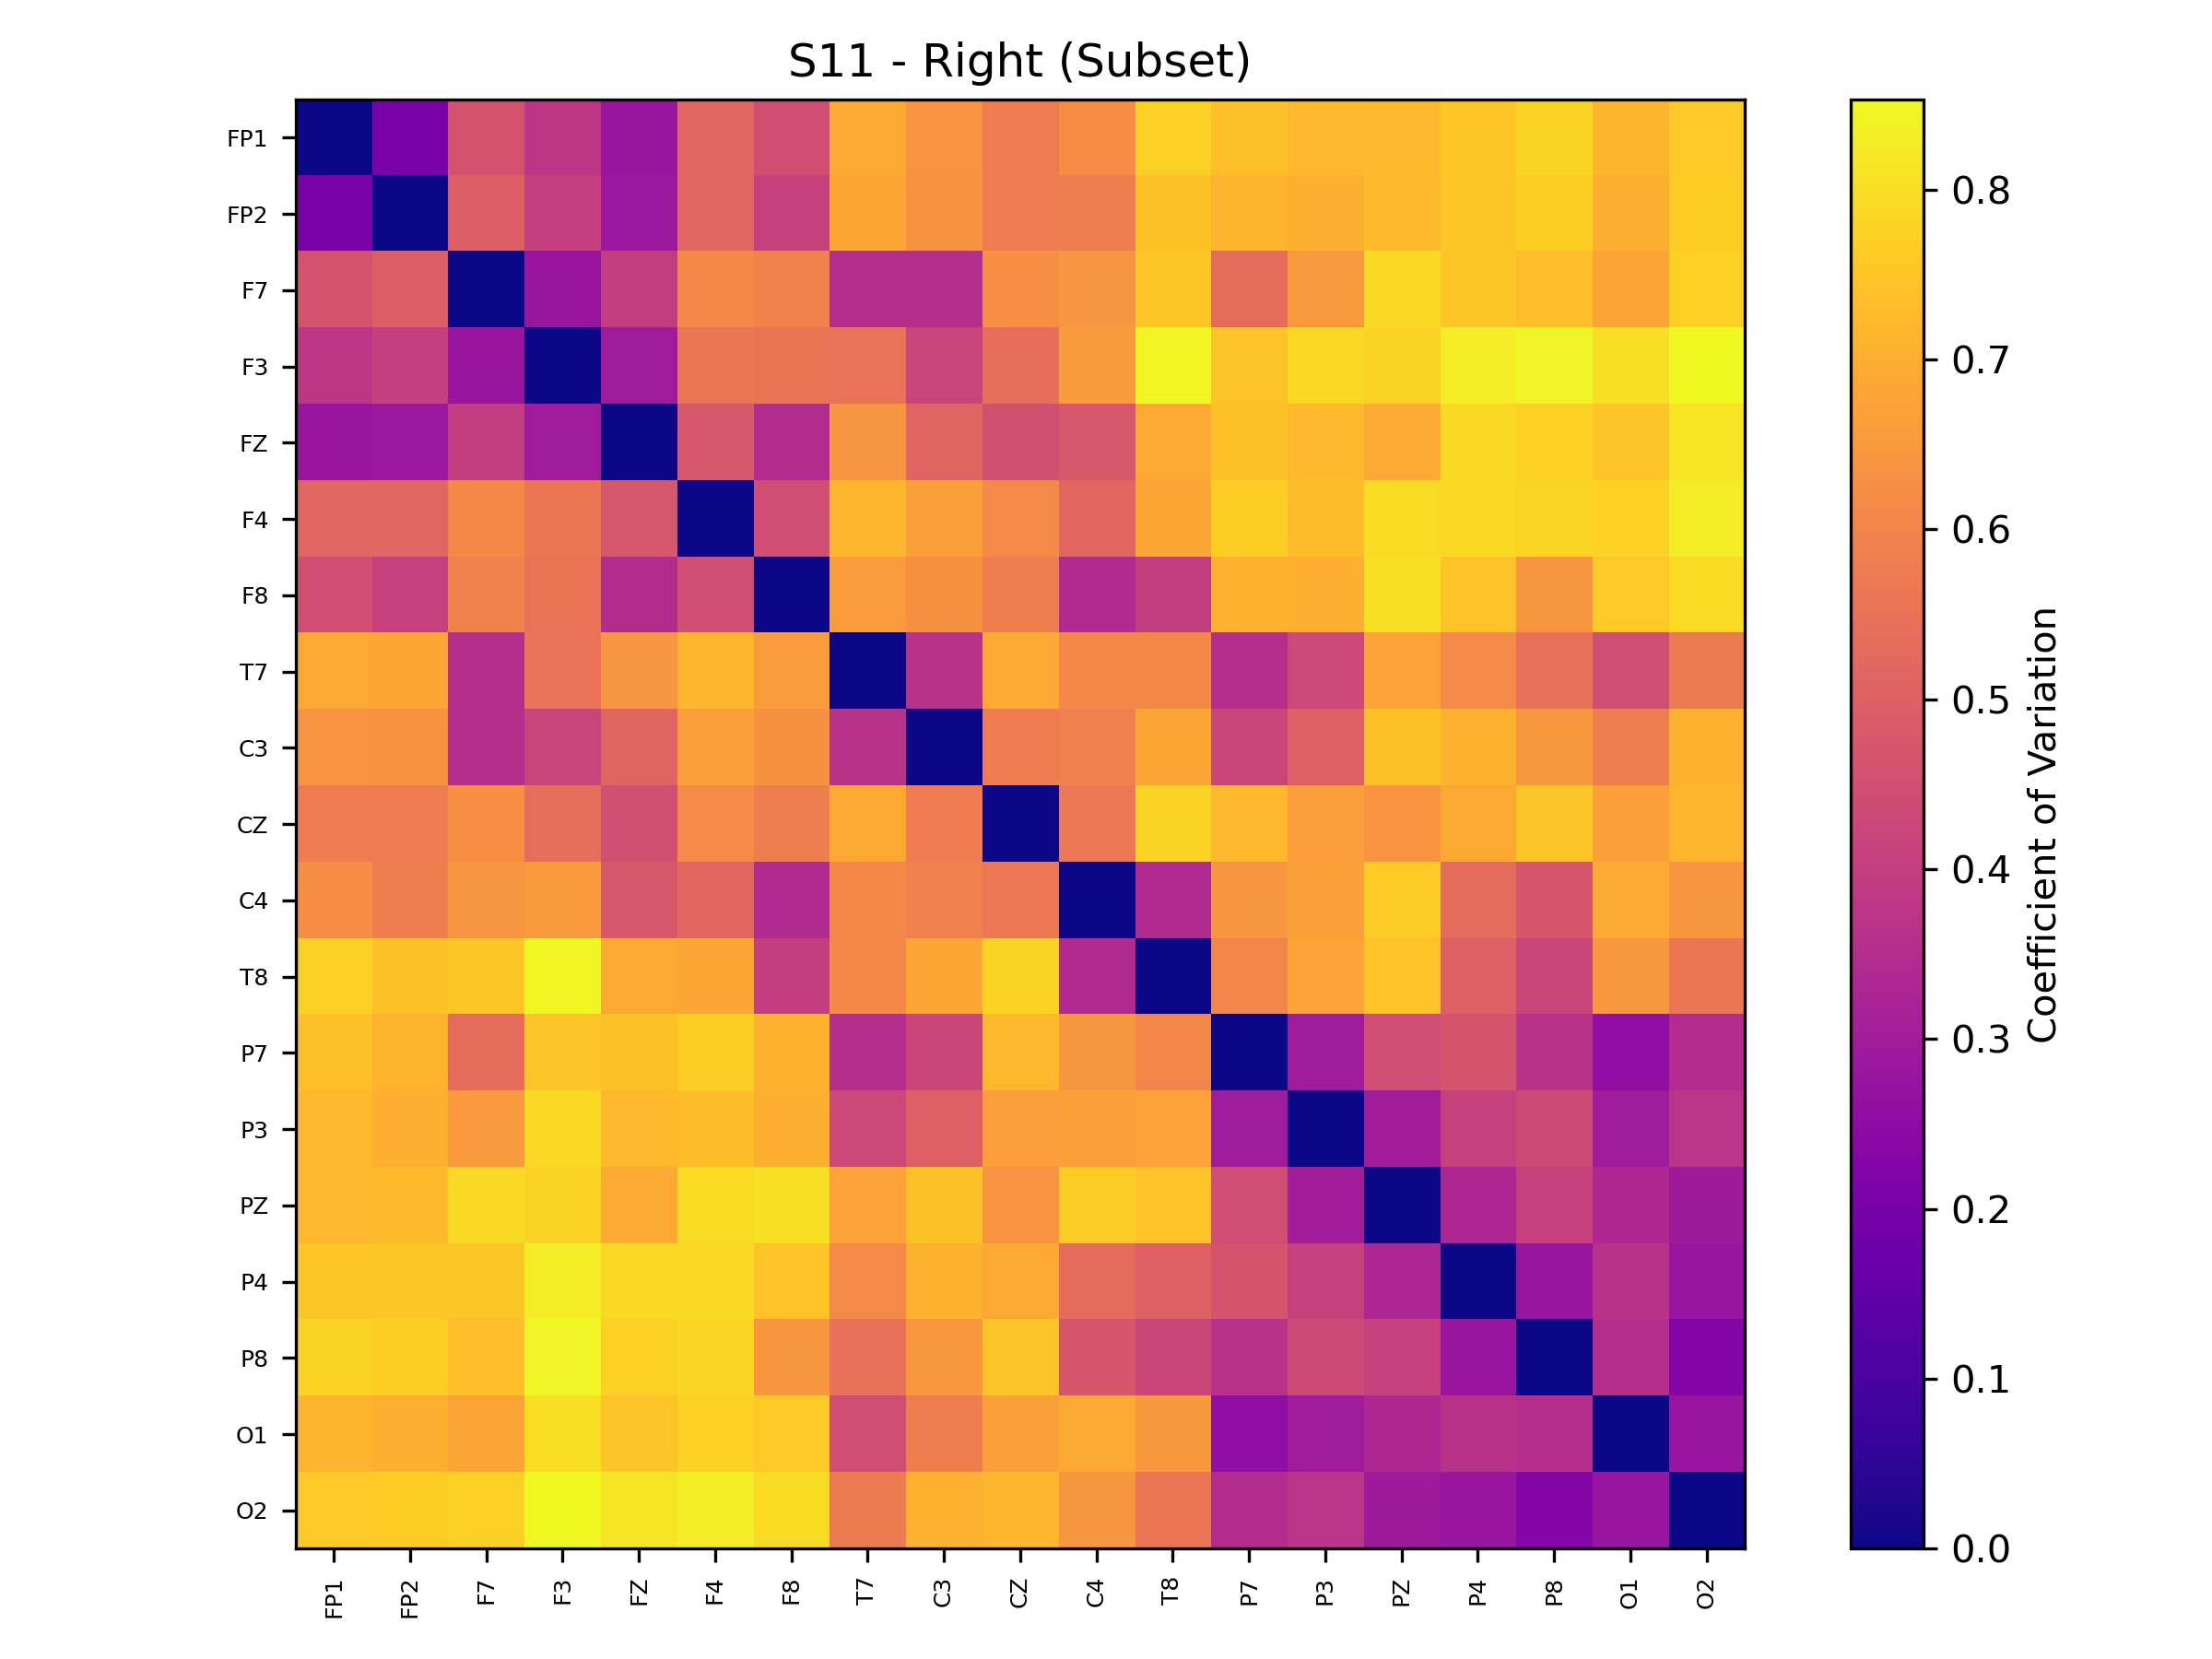 S11 - Right (Subset)
FP1
FP2
F7
F3
FZ
F4
F8
T7
C3
CZ
C4
T8
P7
P3
PZ
P4
P8
O1
O2
FP1 FP2 F7 F3 FZ F4 F8 T7 C3 CZ C4 T8 P7 P3 PZ P4 P8 O1 O2
0.8
0.7
0.6
0.5
0.4
0.3
0.2
0.1
0.0
Coefficient of Variation